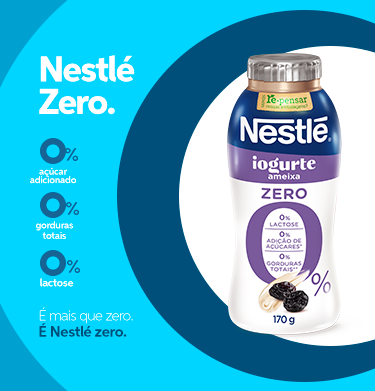 Nestlé
Zero.
0%
açúcar
adicionado
0%
gorduras
totais
0%
lactose
É mais que zero.
É Nestlé zero.
re-pensar
Nestlé
iogurte
ameixa
ZERO
0%
0%
LACTOSE
0%
ADIÇÃO DE
AÇÚCARES*
0%
GORDURAS
TOTAIS**
170 g